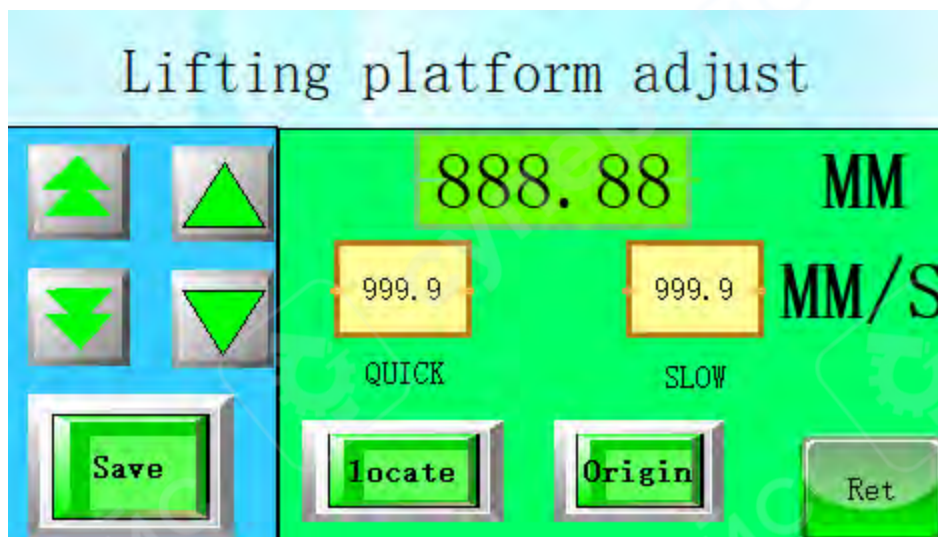 Lifting platform adjust
888.88 MM
999.9 999.9 MM/S
QUICK SLOW
Save locate Origin Ret